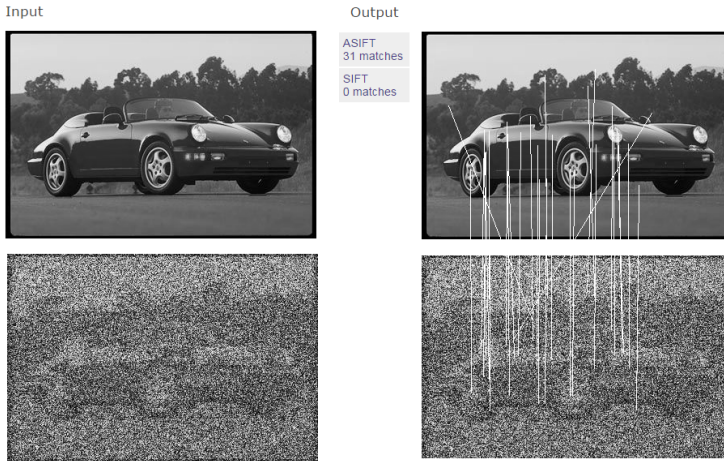 Input
Output
ASIFT
31 matches
SIFT
0 matches